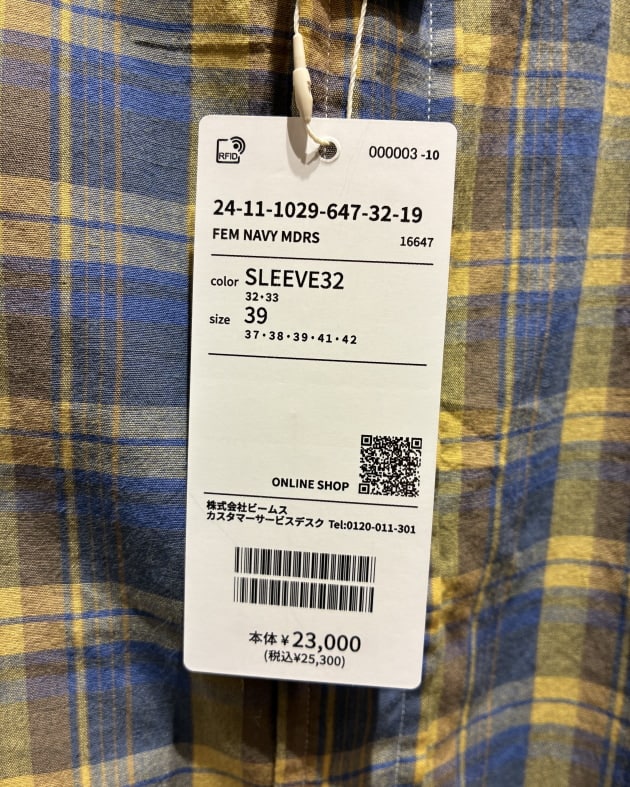 RFID
000003 -10
24-11-1029-647-32-19
FEM NAVY MDRS 16647
color SLEEVE32
32・33
size 39
37・38・39・41・42
ONLINE SHOP
株式会社ビームス
カスタマーサービスデスク Tel:0120-011-301
本体 ¥ 23,000
(税込¥25,300)